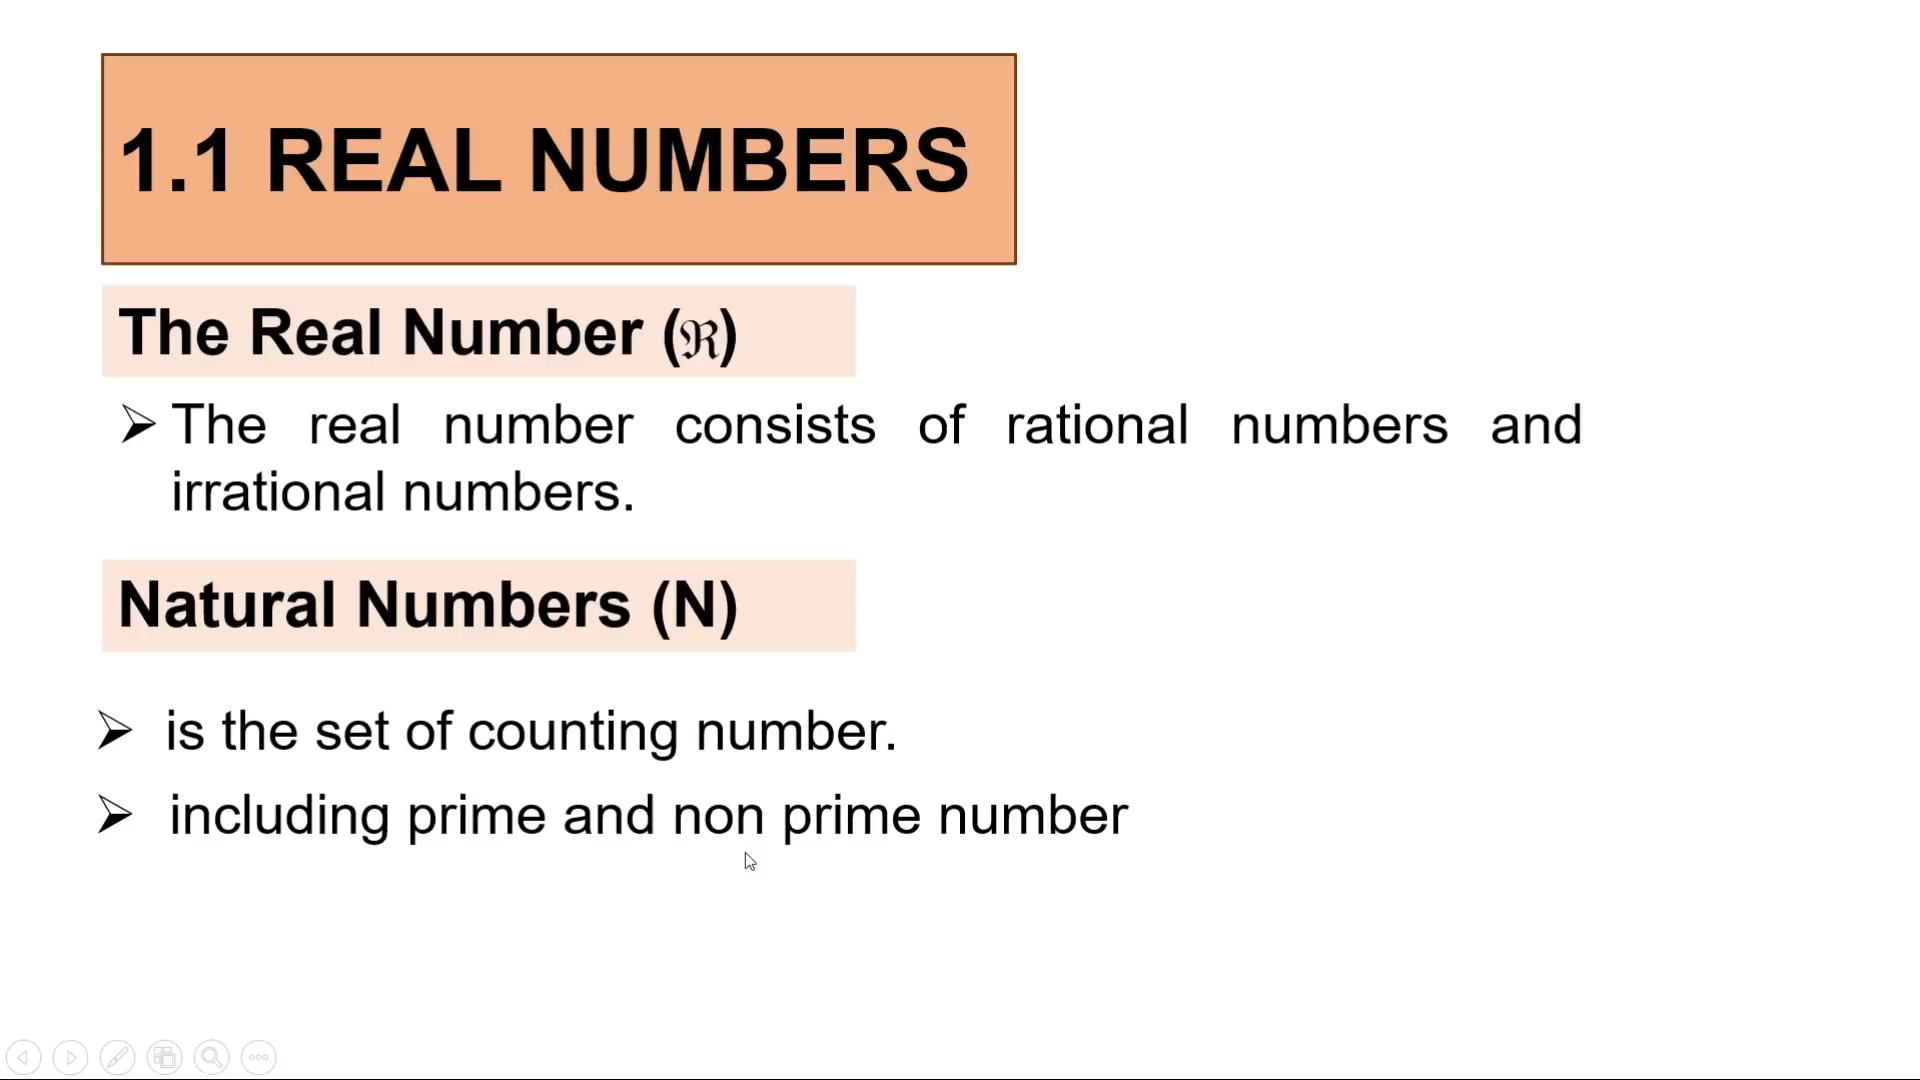 1.1 REAL NUMBERS
The Real Number (ℜ)
➢ The real number consists of rational numbers and
irrational numbers.
Natural Numbers (N)
➢ is the set of counting number.
➢ including prime and non prime number